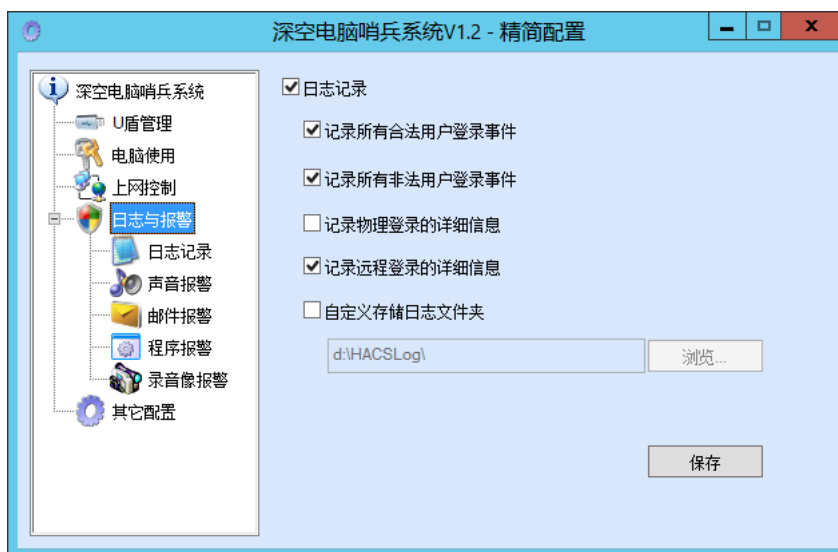 深空电脑哨兵系统V1.2 - 精简配置
深空电脑哨兵系统
U盾管理
电脑使用
上网控制
日志与报警
日志记录
声音报警
邮件报警
程序报警
录音像报警
其它配置
日志记录
记录所有合法用户登录事件
记录所有非法用户登录事件
记录物理登录的详细信息
记录远程登录的详细信息
自定义存储日志文件夹
d:\HACSLog\
浏览...
保存